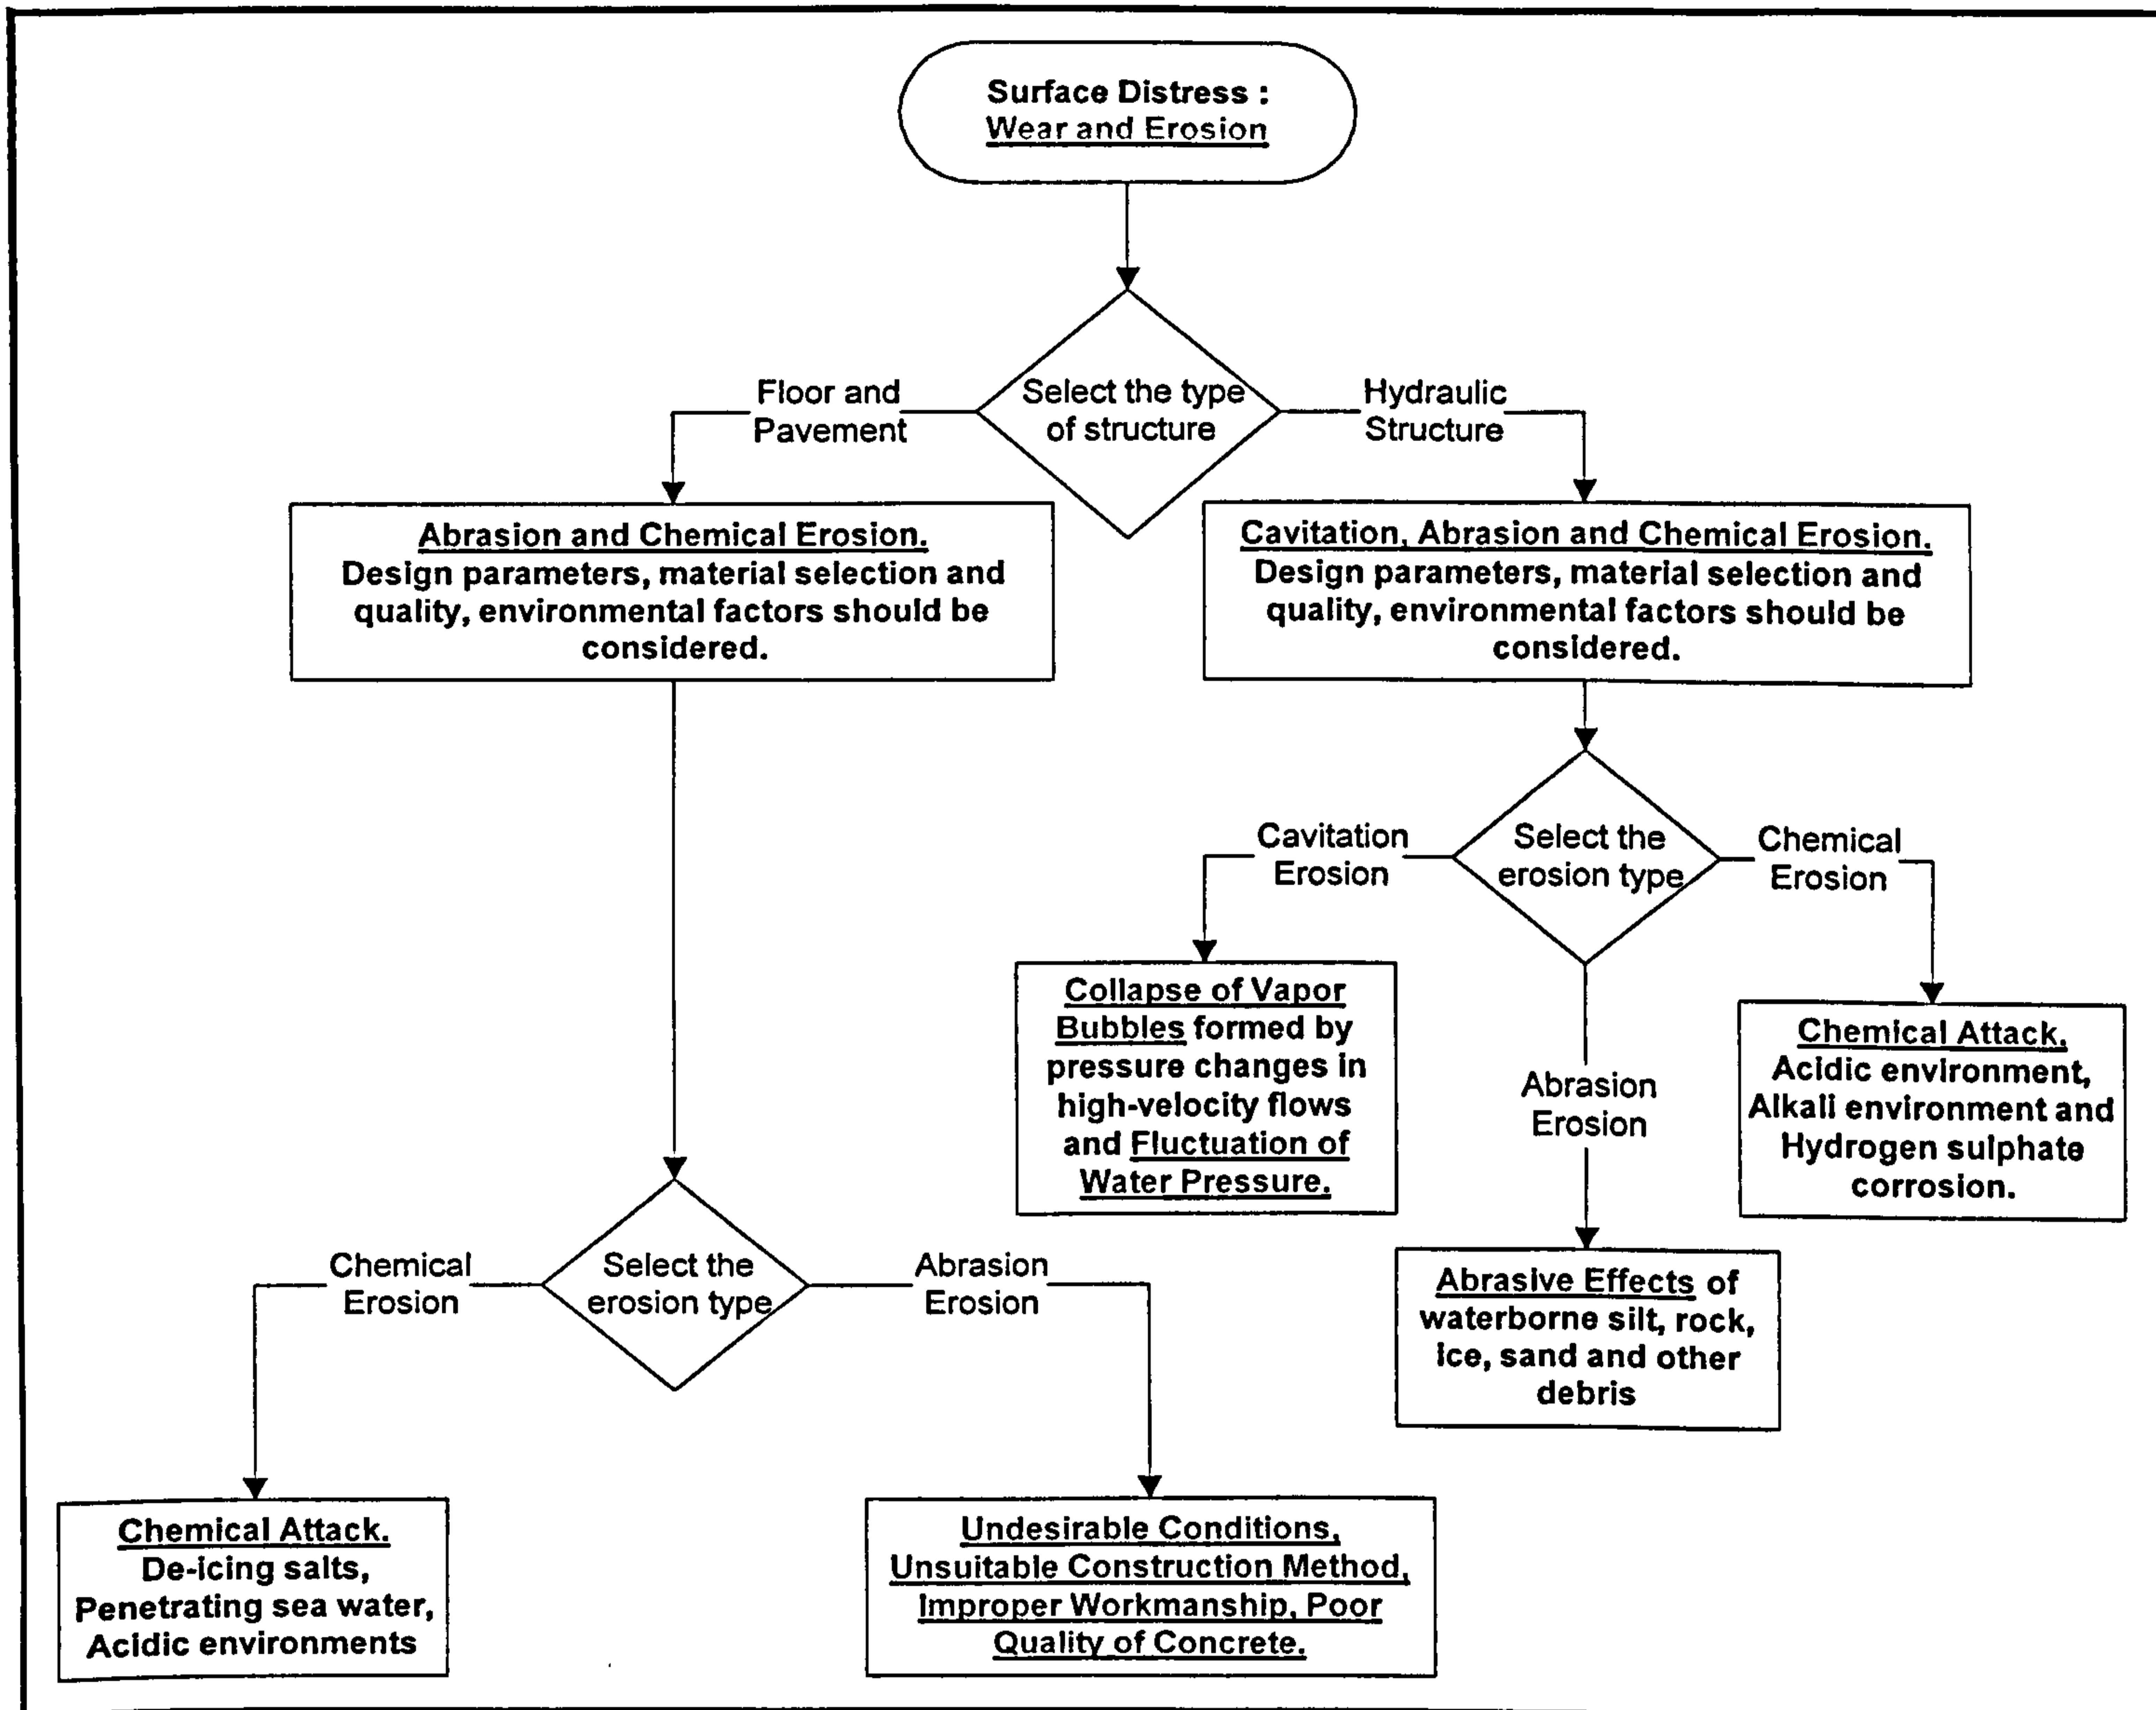 Surface Distress :
Wear and Erosion
Select the type
of structure
Floor and
Pavement
Hydraulic
Structure
Abrasion and Chemical Erosion.
Design parameters, material selection and
quality, environmental factors should be
considered.
Cavitation, Abrasion and Chemical Erosion.
Design parameters, material selection and
quality, environmental factors should be
considered.
Select the
erosion type
Cavitation
Erosion
Chemical
Erosion
Abrasion
Erosion
Collapse of Vapor
Bubbles formed by
pressure changes in
high-velocity flows
and Fluctuation of
Water Pressure.
Chemical Attack.
Acidic environment,
Alkali environment and
Hydrogen sulphate
corrosion.
Abrasive Effects of
waterborne silt, rock,
ice, sand and other
debris
Select the
erosion type
Chemical
Erosion
Abrasion
Erosion
Chemical Attack.
De-icing salts,
Penetrating sea water,
Acidic environments
Undesirable Conditions,
Unsuitable Construction Method,
Improper Workmanship, Poor
Quality of Concrete.